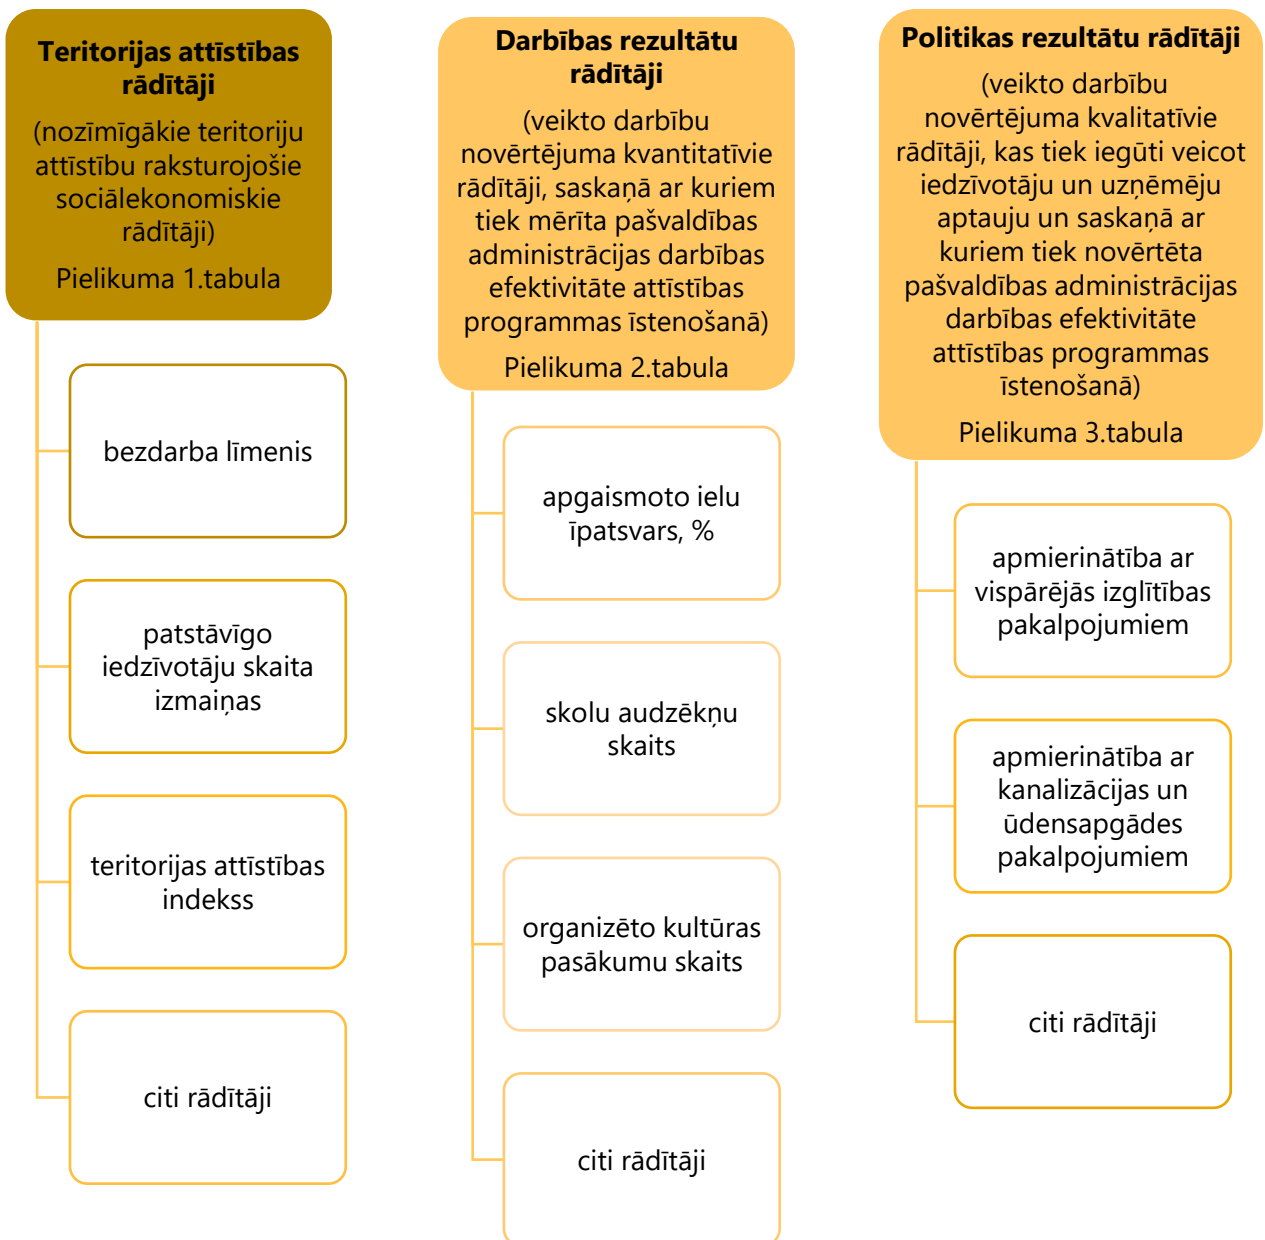 Teritorijas attīstības
rādītāji
(nozīmīgākie teritoriju
attīstību raksturojošie
sociālekonomiskie
rādītāji)
Pielikuma 1.tabula
bezdarba līmenis
patstāvīgo
iedzīvotāju skaita
izmaiņas
teritorijas attīstības
indekss
citi rādītāji
Darbības rezultātu
rādītāji
(veikto darbību
novērtējuma kvantitatīvie
rādītāji, saskaņā ar kuriem
tiek mērīta pašvaldības
administrācijas darbības
efektivitāte attīstības
programmas īstenošanā)
Pielikuma 2.tabula
apgaismoto ielu
īpatsvars, %
skolu audzēkņu
skaits
organizēto kultūras
pasākumu skaits
citi rādītāji
Politikas rezultātu rādītāji
(veikto darbību
novērtējuma kvalitatīvie
rādītāji, kas tiek iegūti veicot
iedzīvotāju un uzņēmēju
aptauju un saskaņā ar
kuriem tiek novērtēta
pašvaldības administrācijas
darbības efektivitāte
attīstības programmas
īstenošanā)
Pielikuma 3.tabula
apmierinātība ar
vispārējās izglītības
pakalpojumiem
apmierinātība ar
kanalizācijas un
ūdensapgādes
pakalpojumiem
citi rādītāji